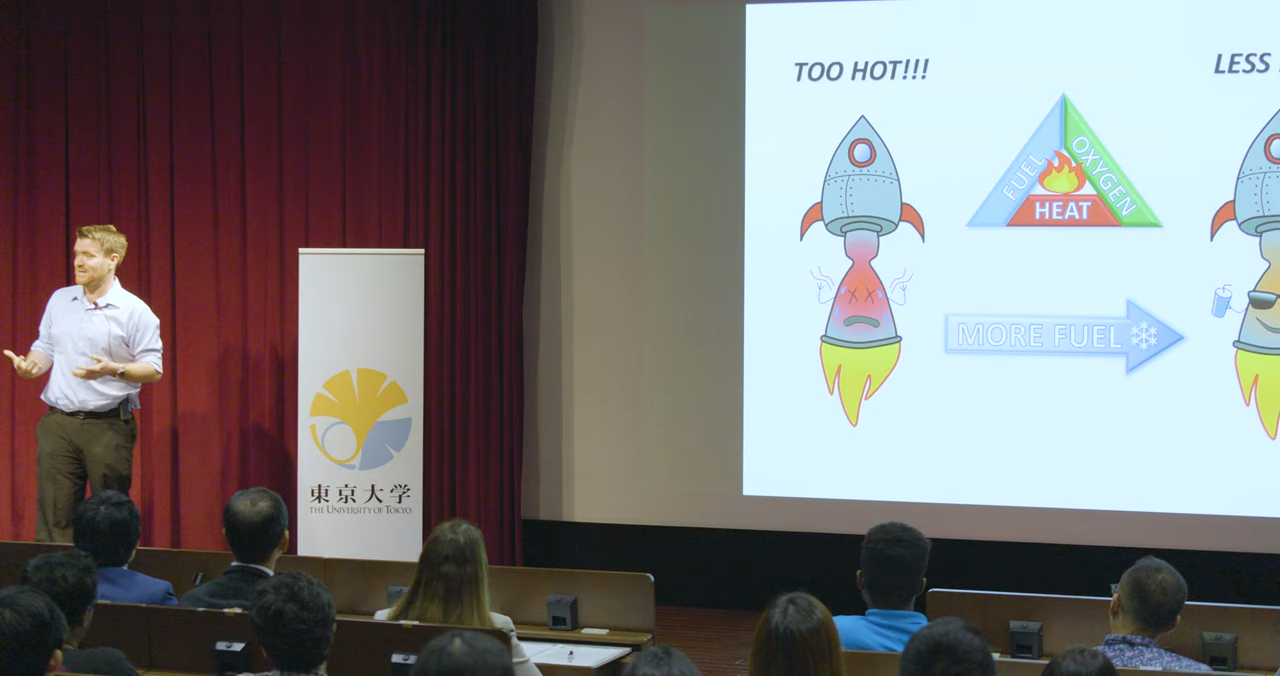 TOO HOT!!!
LESS
FUEL
OXYGEN
HEAT
MORE FUEL
東京大学
THE UNIVERSITY OF TOKYO